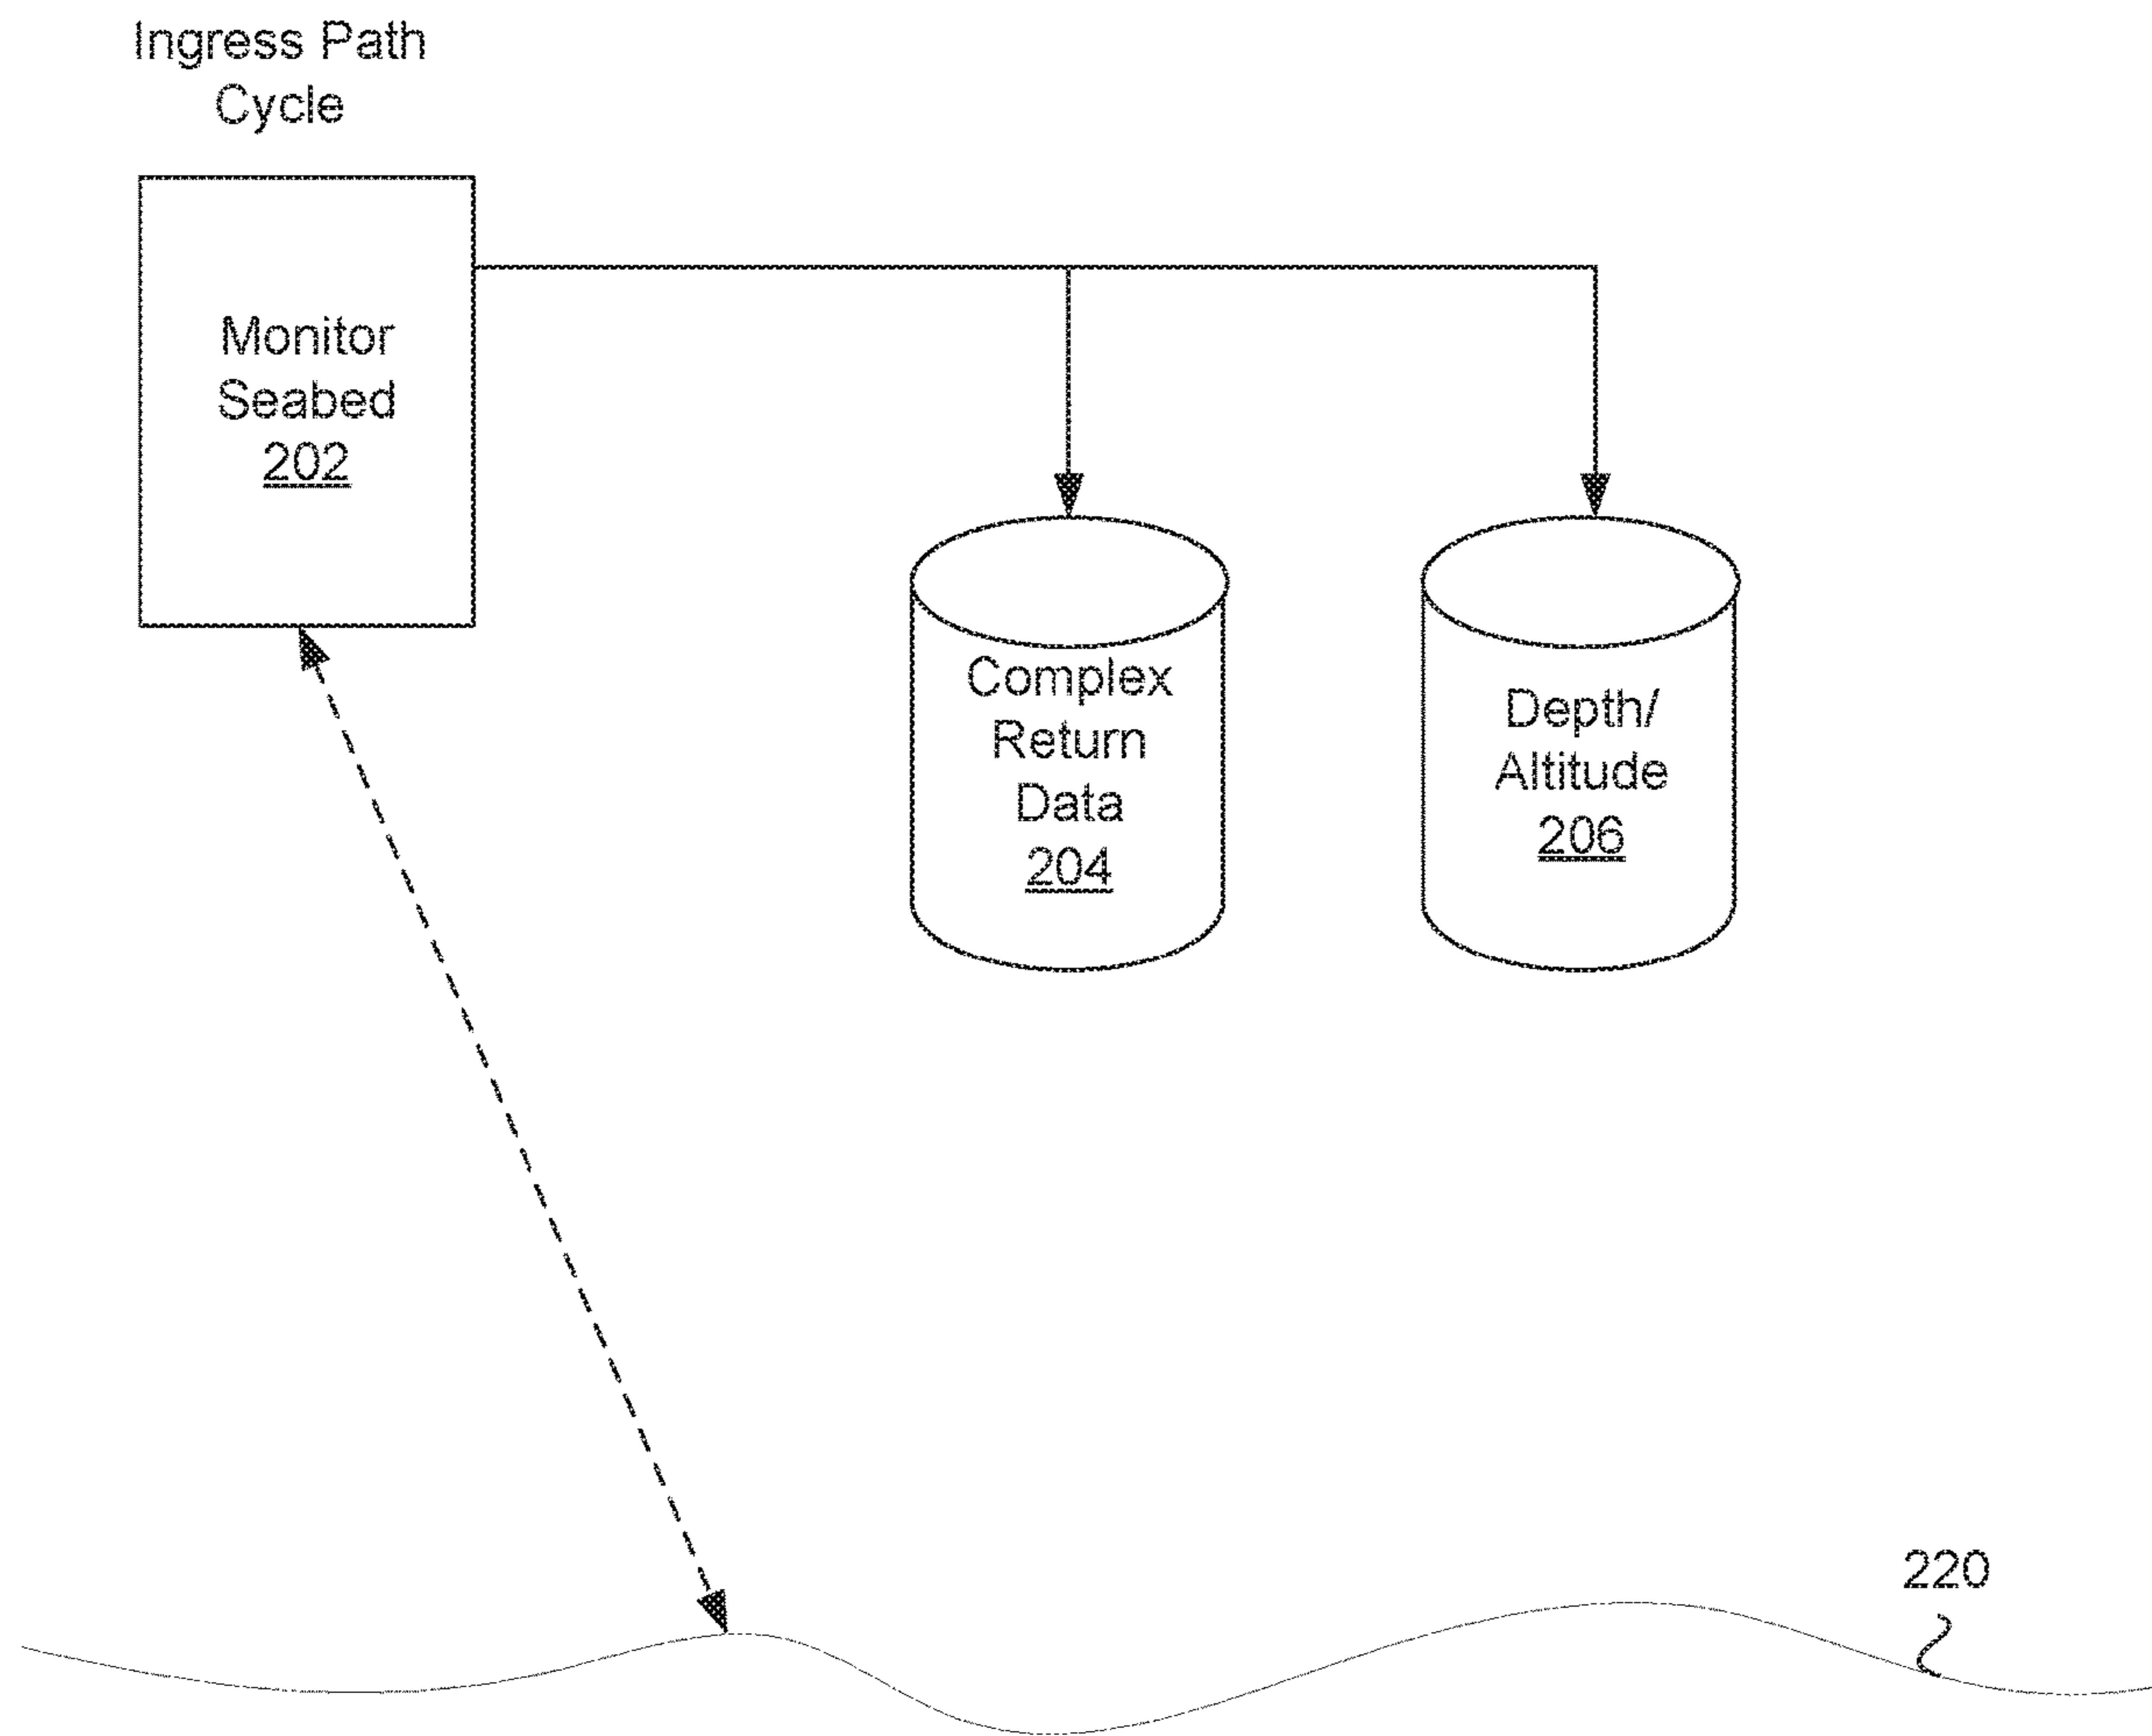 Ingress Path
Cycle
Monitor
Seabed
202
Complex
Return
Data
204
Depth/
Altitude
206
220